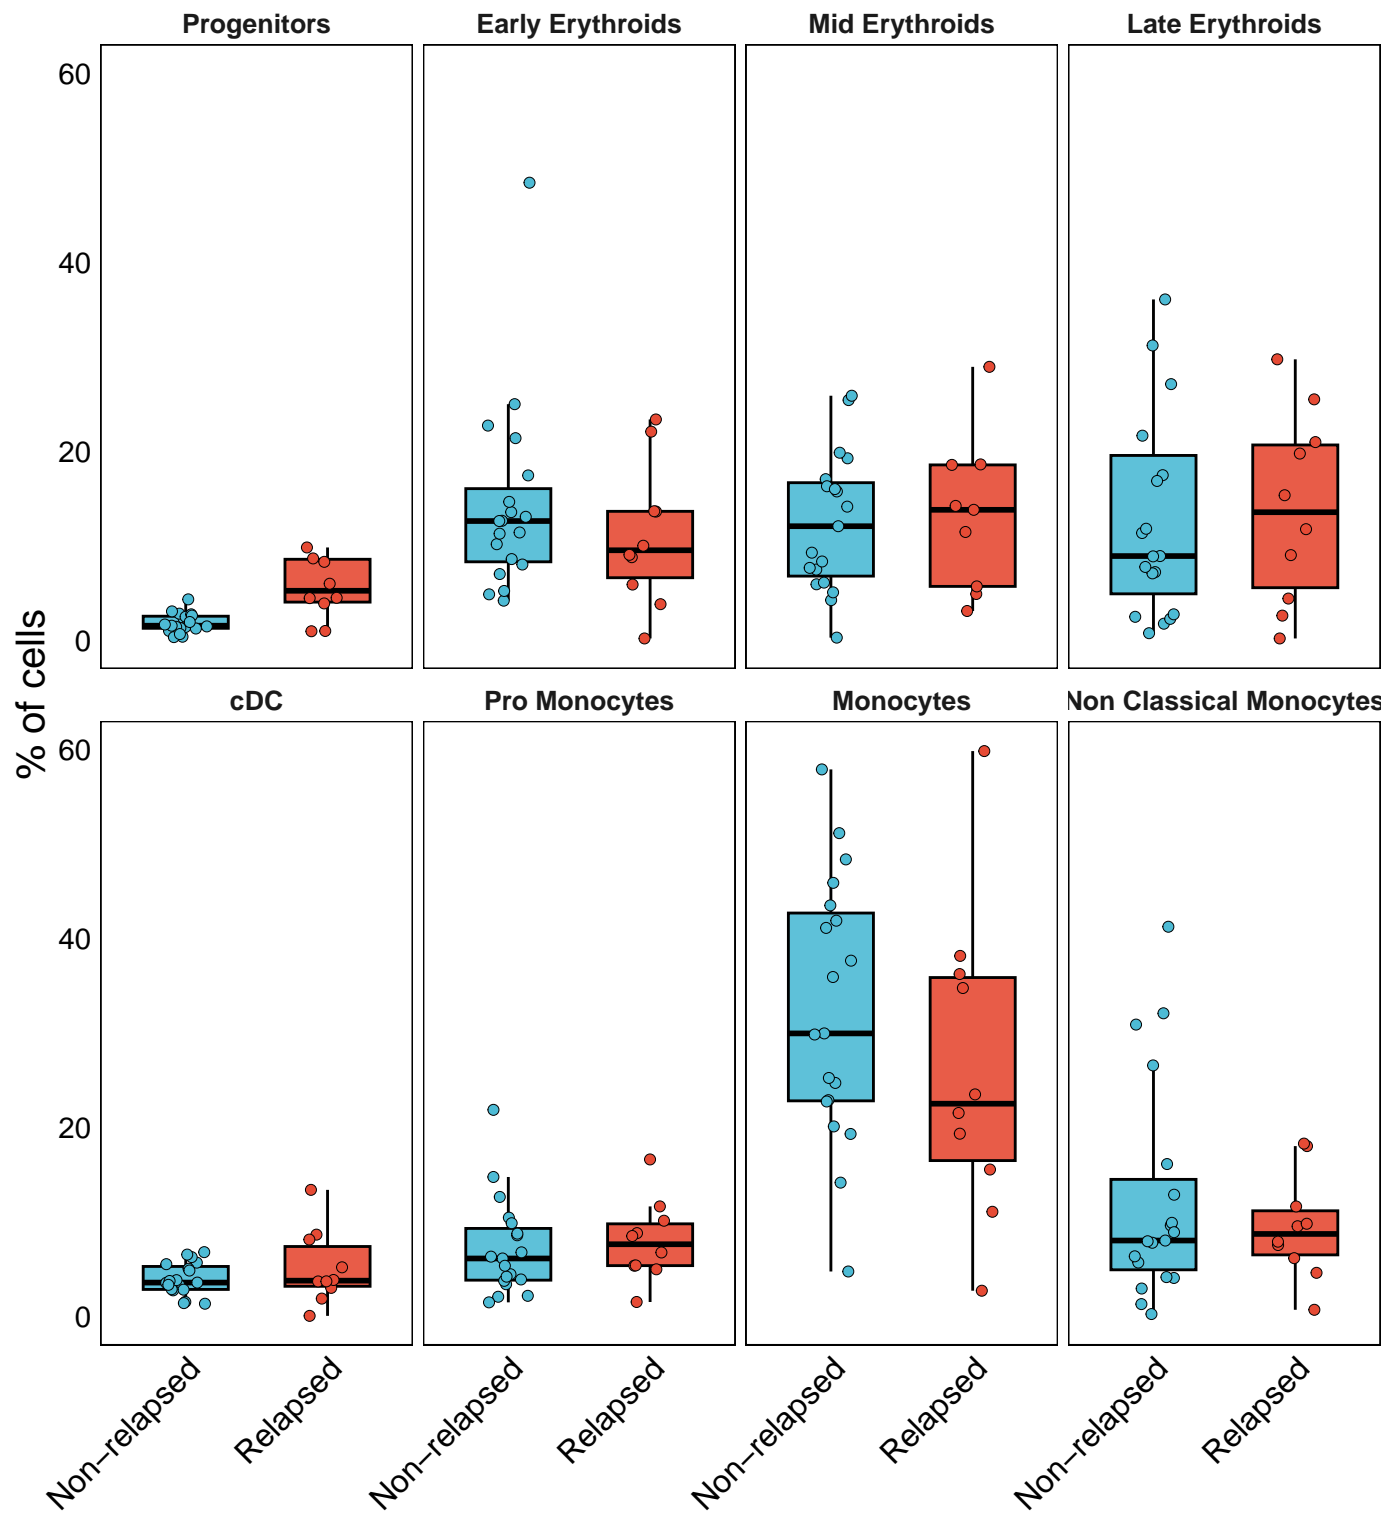 Progenitors
Early Erythroids
Mid Erythroids
Late Erythroids
60
40
20
0
% of cells
cDC
Pro Monocytes
Monocytes
Non Classical Monocytes
60
40
20
0
Non−relapsed
Relapsed
Non−relapsed
Relapsed
Non−relapsed
Relapsed
Non−relapsed
Relapsed